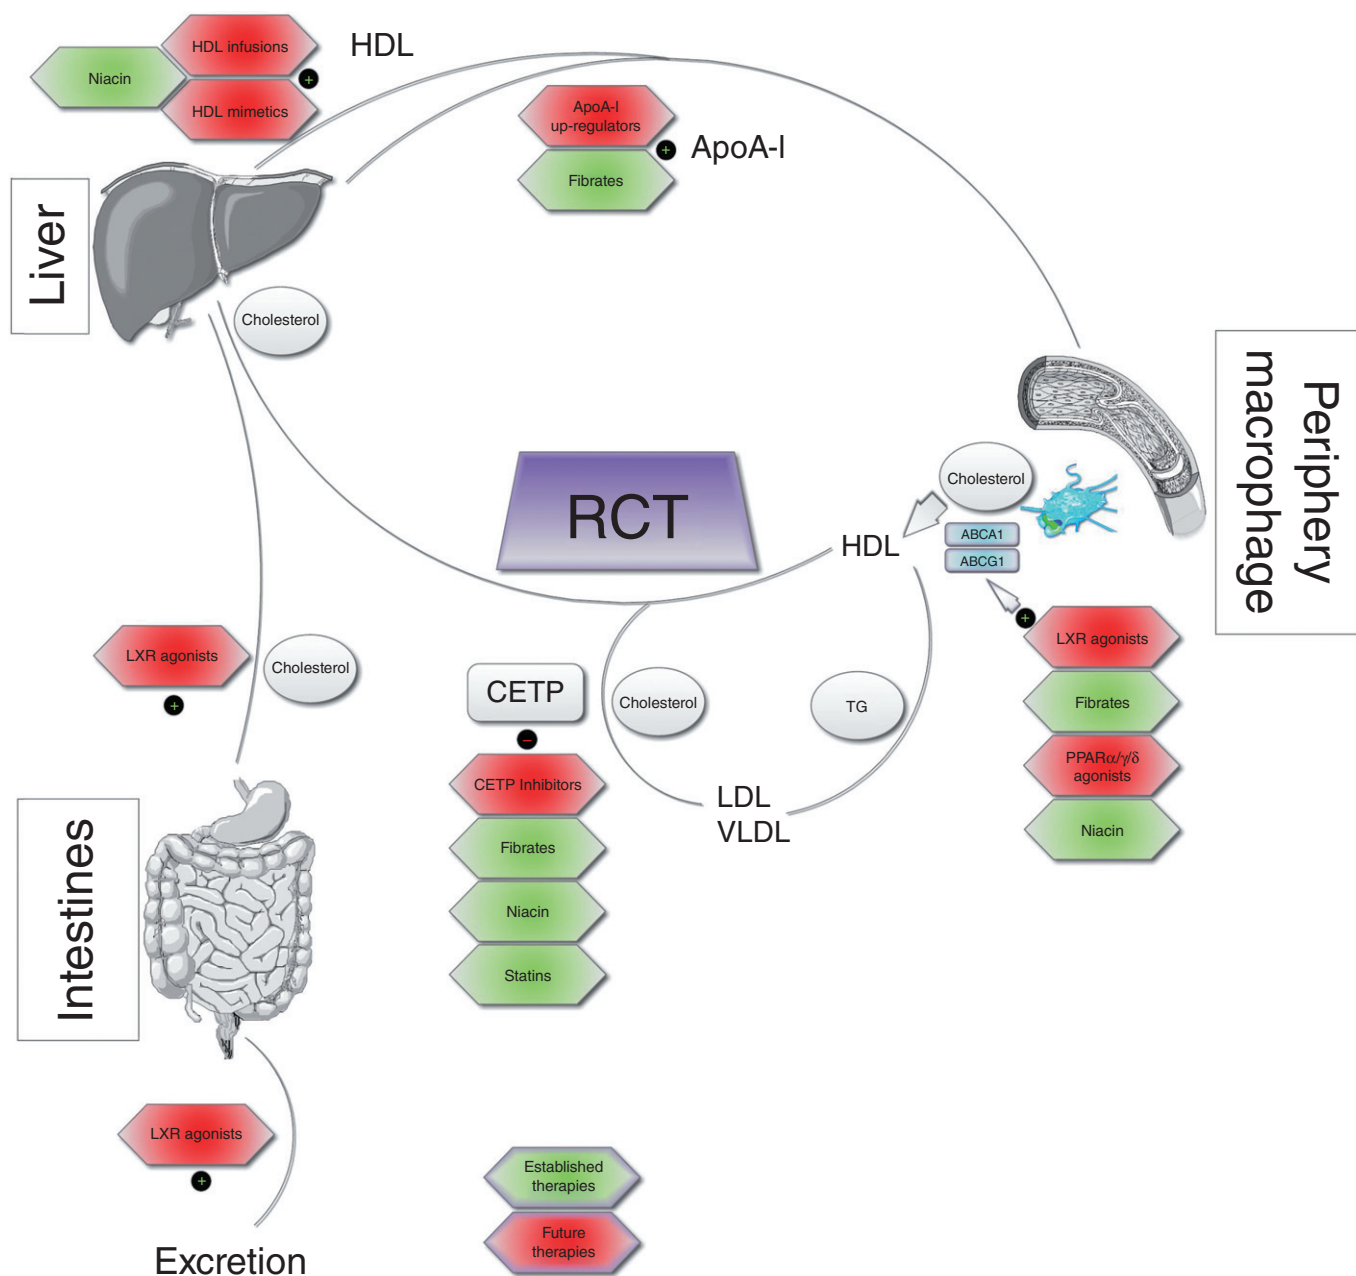 HDL infusions
HDL
Niacin
HDL mimetics
+
ApoA-I
up-regulators
+
ApoA-I
Fibrates
Liver
Cholesterol
Periphery
macrophage
RCT
Cholesterol
HDL
ABCA1
ABCG1
+
LXR agonists
Fibrates
PPARα/γ/δ
agonists
Niacin
LXR agonists
+
Cholesterol
CETP
−
Cholesterol
TG
CETP Inhibitors
Fibrates
Niacin
Statins
LDL
VLDL
Intestines
LXR agonists
+
Excretion
Established
therapies
Future
therapies